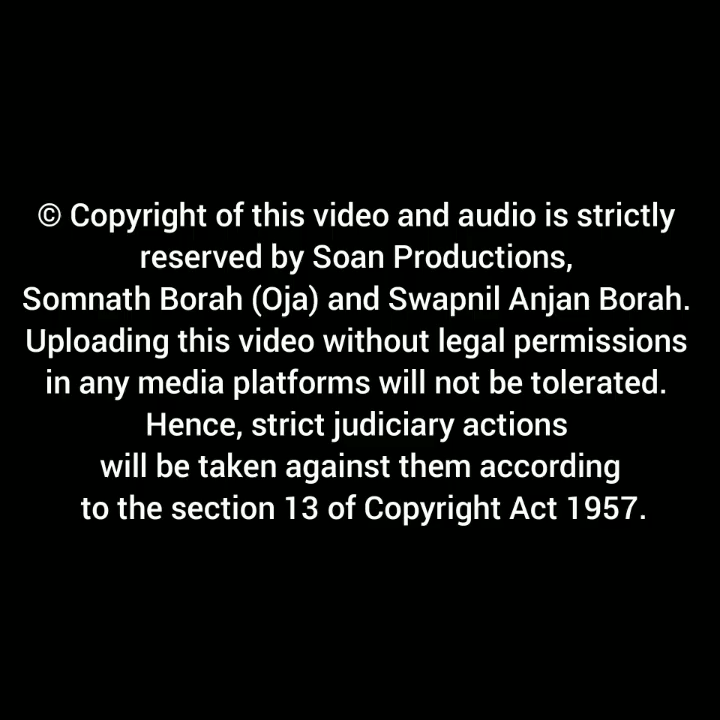 © Copyright of this video and audio is strictly
reserved by Soan Productions,
Somnath Borah (Oja) and Swapnil Anjan Borah.
Uploading this video without legal permissions
in any media platforms will not be tolerated.
Hence, strict judiciary actions
will be taken against them according
to the section 13 of Copyright Act 1957.